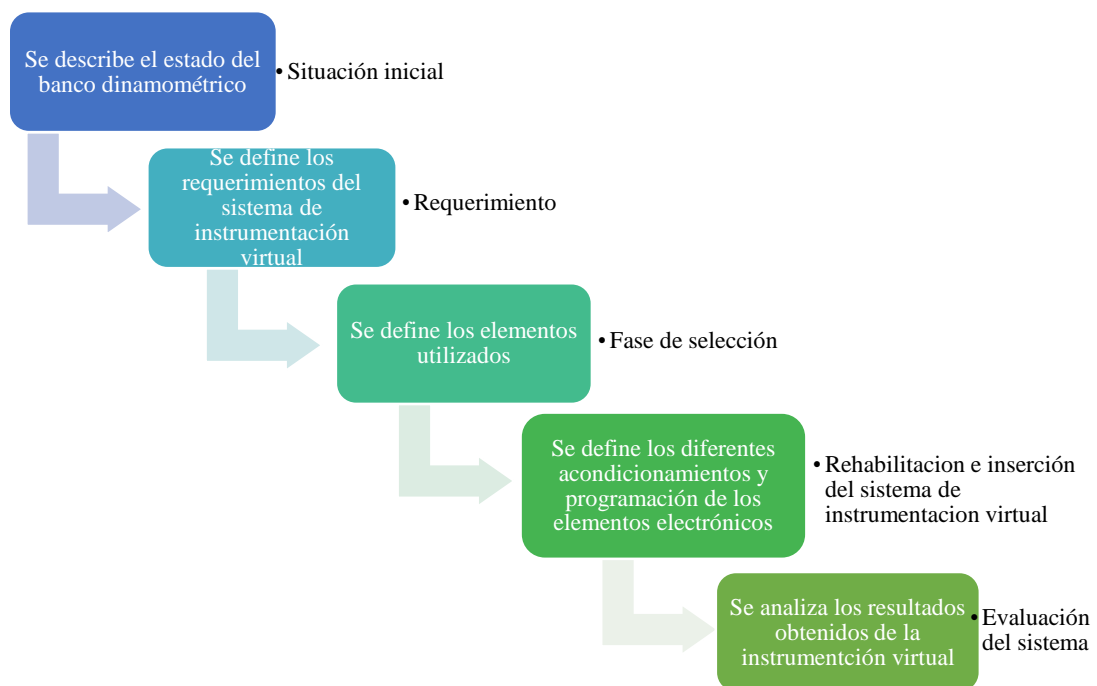 Se describe el estado del
banco dinamométrico
• Situación inicial
Se define los
requerimientos del
sistema de
instrumentación
virtual
• Requerimiento
Se define los elementos
utilizados
• Fase de selección
Se define los diferentes
acondicionamientos y
programación de los
elementos electrónicos
• Rehabilitacion e inserción
del sistema de
instrumentacion virtual
Se analiza los resultados
obtenidos de la
instrumentción virtual
• Evaluación
del sistema